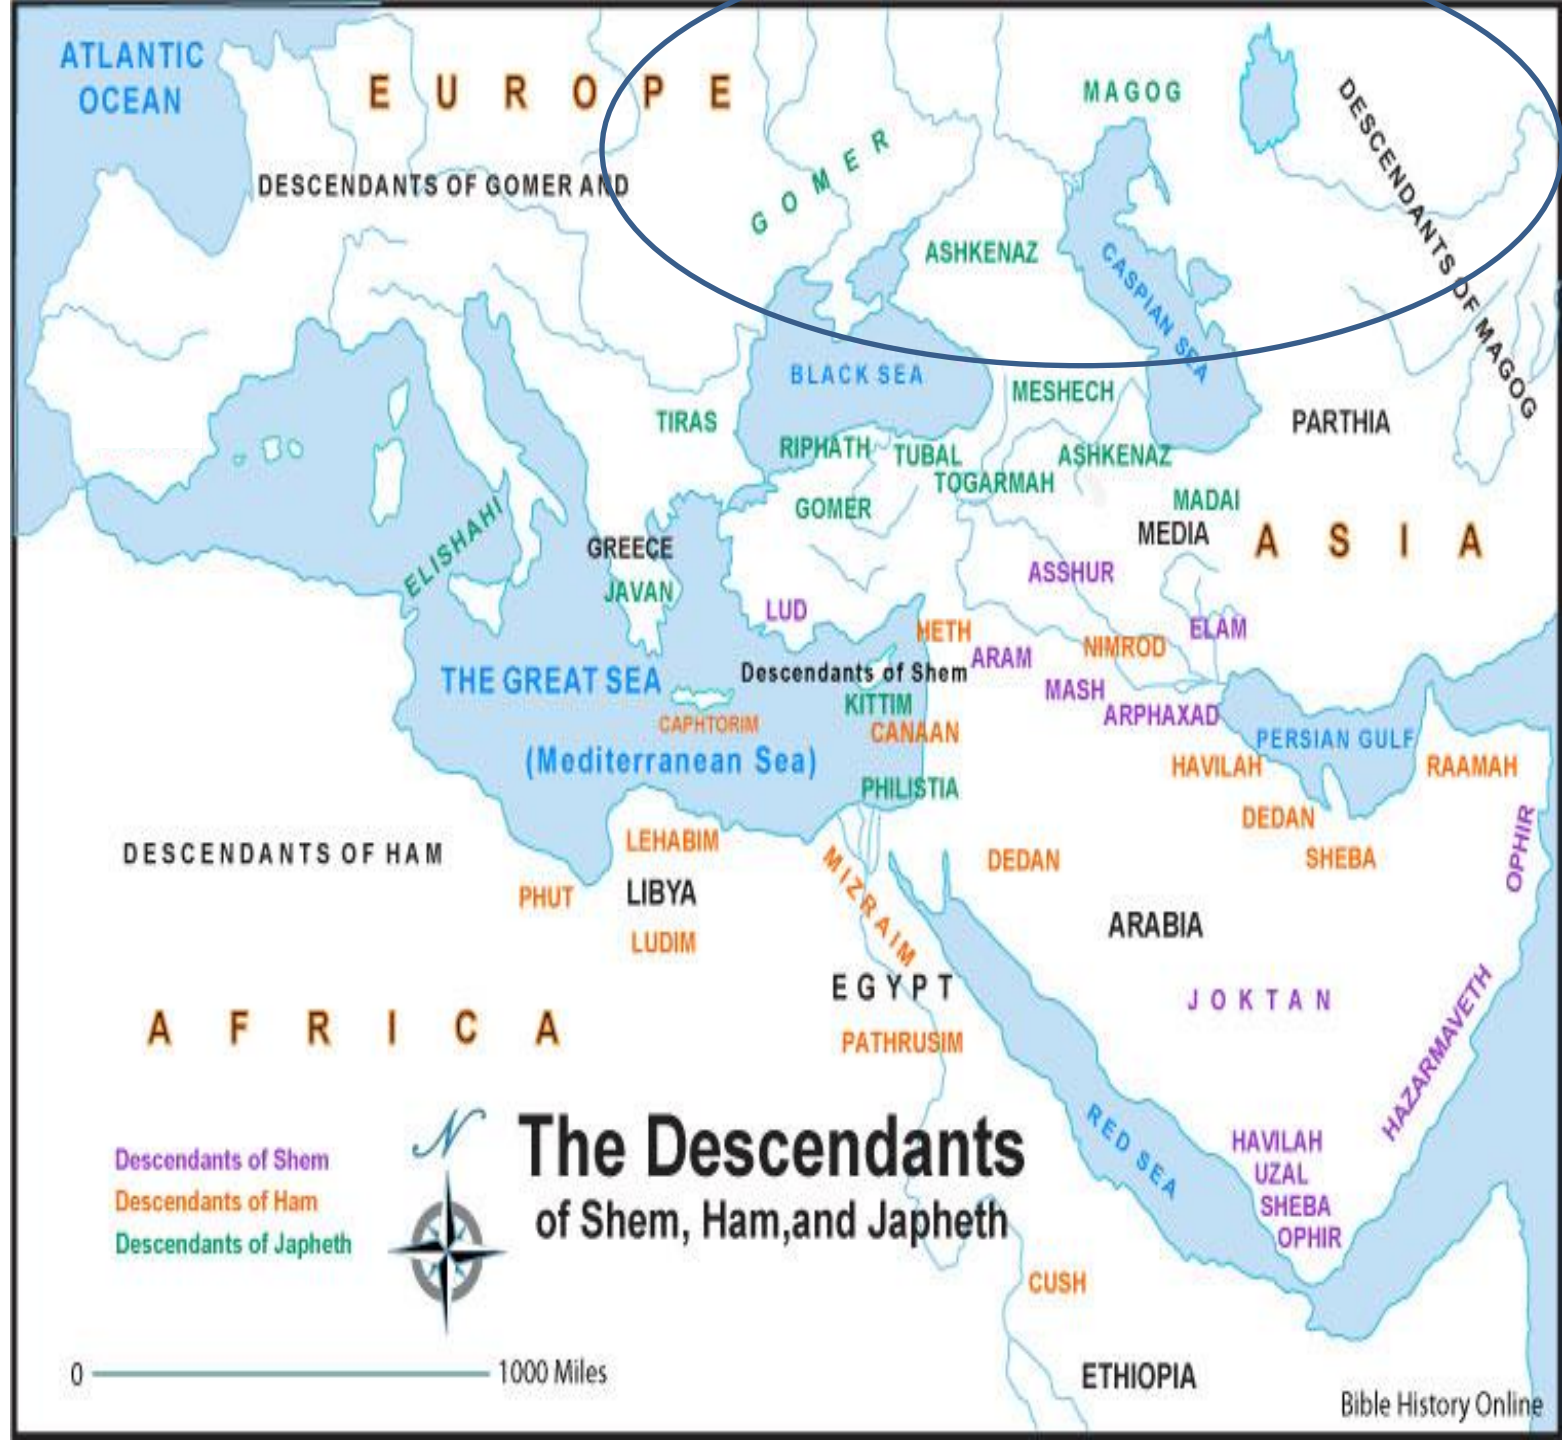 ATLANTIC
OCEAN
EUROPE
MAGOG
DESCENDANTS OF MAGOG
DESCENDANTS OF GOMER AND
GOMER
ASHKENAZ
CASPIAN SEA
BLACK SEA
MESHECH
TIRAS
PARTHIA
RIPHATH
TUBAL
ASHKENAZ
TOGARMAH
GOMER
MADAI
MEDIA
ASIA
ELISHAHI
GREECE
JAVAN
ASSHUR
LUD
HETH
ELAM
NIMROD
ARAM
Descendants of Shem
THE GREAT SEA
MASH
KITTIM
ARPHAXAD
CAPHTORIM
CANAAN
PERSIAN GULF
(Mediterranean Sea)
HAVILAH
RAAMAH
PHILISTIA
DEDAN
LEHABIM
DESCENDANTS OF HAM
MIZRAIM
DEDAN
SHEBA
OPHIR
PHUT
LIBYA
ARABIA
LUDIM
EGYPT
JOKTAN
AFRICA
PATHRUSIM
HAZARMAVETH
N
The Descendants
of Shem, Ham,and Japheth
RED SEA
HAVILAH
UZAL
SHEBA
OPHIR
Descendants of Shem
Descendants of Ham
Descendants of Japheth
CUSH
0
1000 Miles
ETHIOPIA
Bible History Online